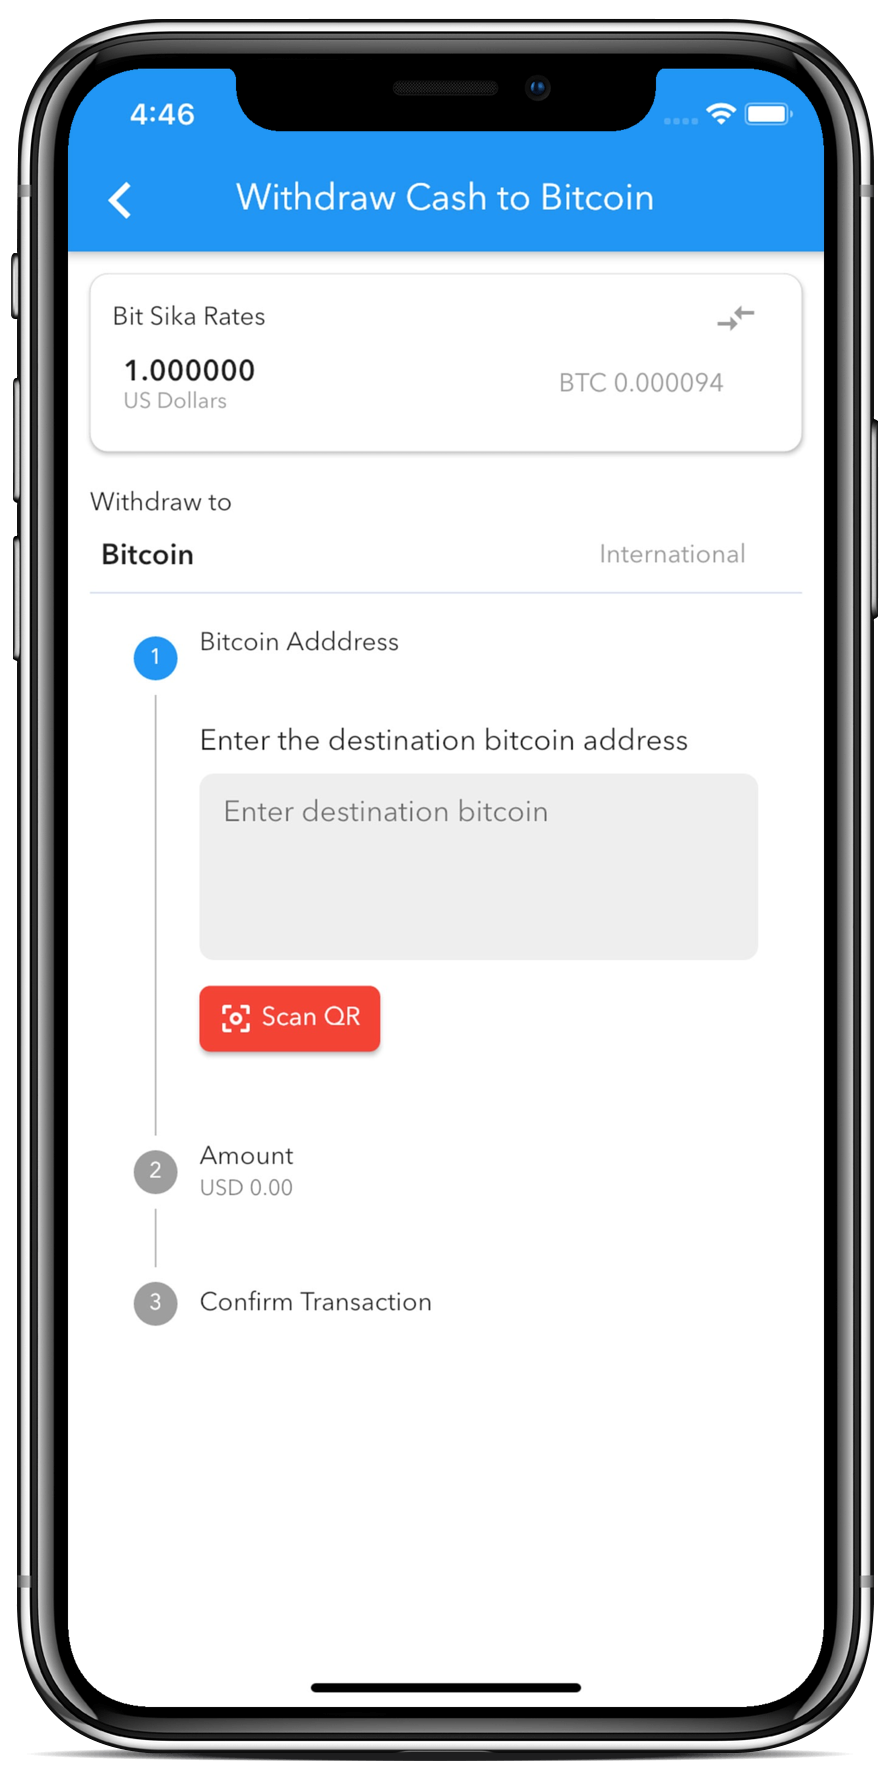 4:46
Withdraw Cash to Bitcoin
Bit Sika Rates
1.000000
US Dollars
BTC 0.000094
Withdraw to
Bitcoin
International
1
Bitcoin Adddress
Enter the destination bitcoin address
Enter destination bitcoin
Scan QR
2
Amount
USD 0.00
3
Confirm Transaction